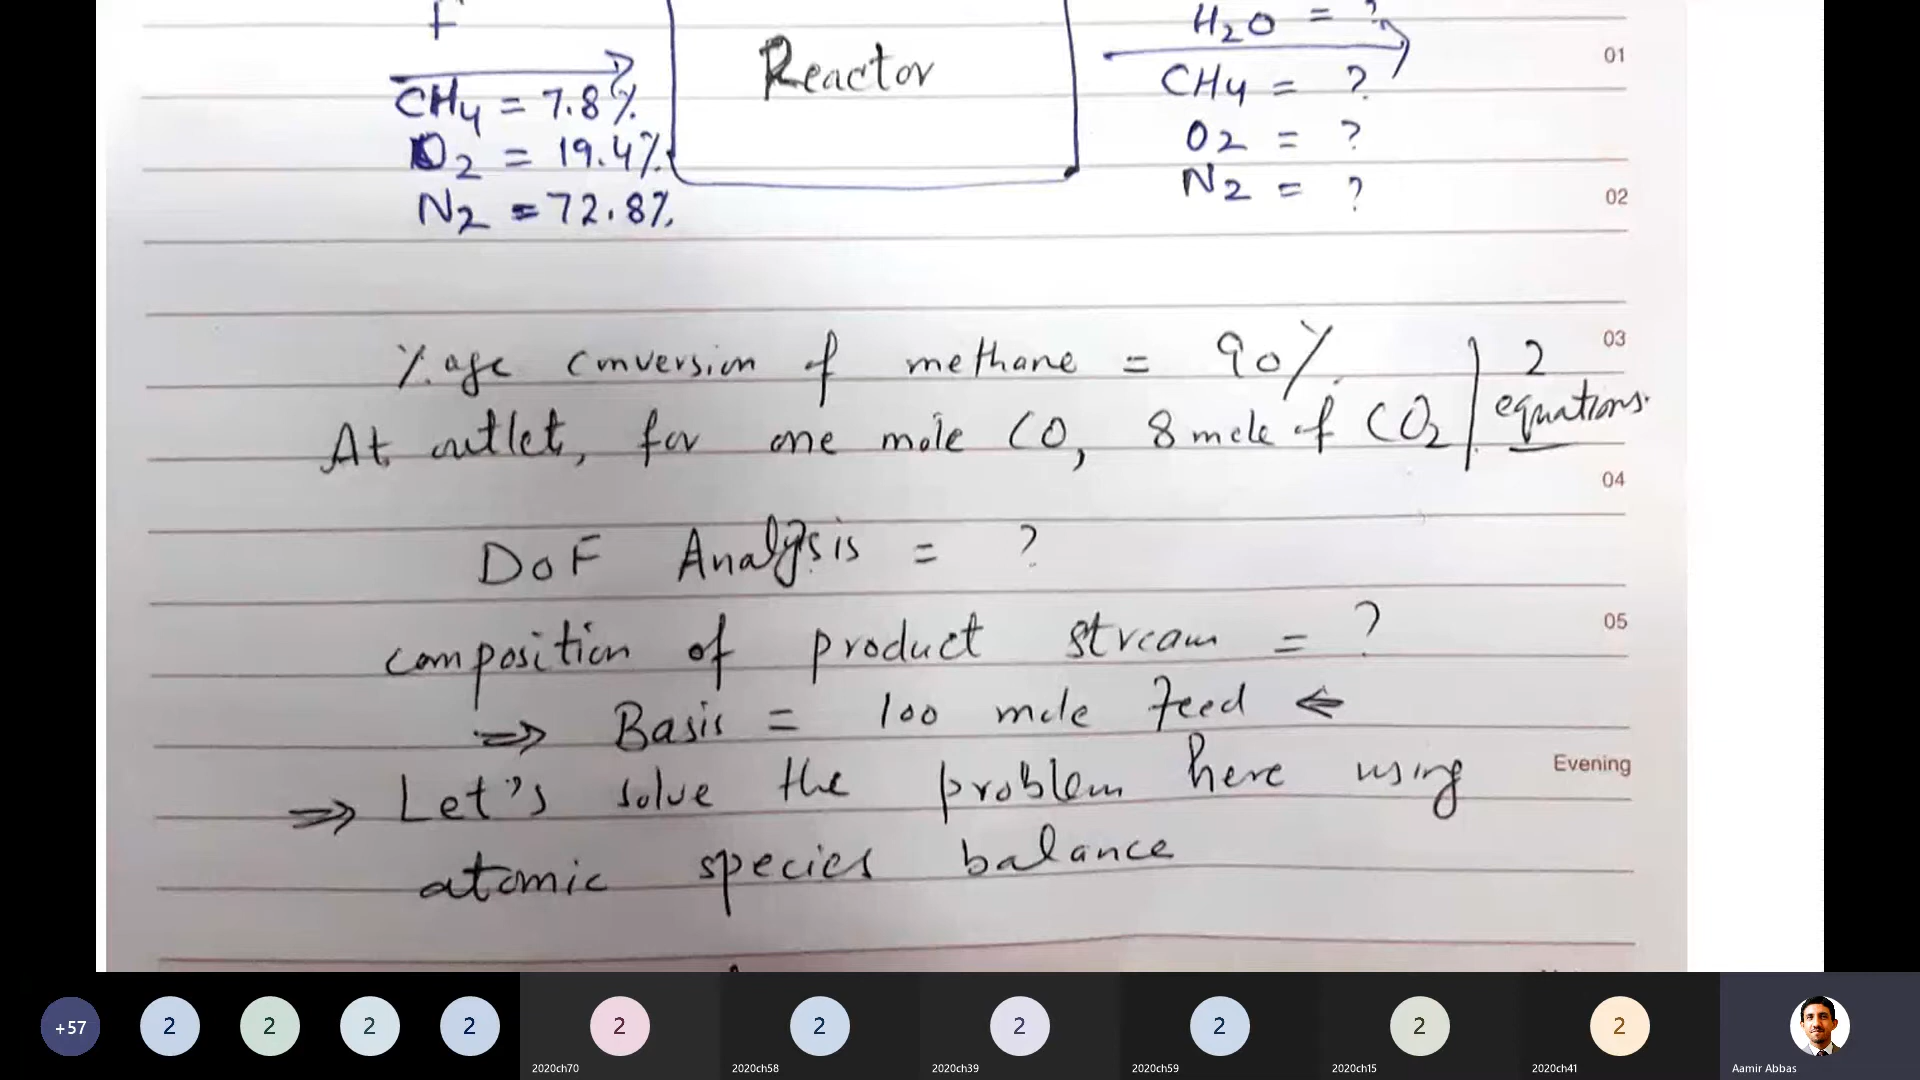 F
H2O = ?
Reactor
CH4 = 7.8%
O2 = 19.4%
N2 = 72.8%
CH4 = ?
O2 = ?
N2 = ?
01
02
03
%age conversion of methane = 90%
2 equations.
At outlet, for one mole CO, 8 mole of CO2
04
DoF Analysis = ?
05
composition of product stream = ?
⇒ Basis = 100 mole feed ⇐
Evening
⇒ Let's solve the problem here using
atomic species balance
+57
2
2
2
2
2
2
2
2
2
2
2020ch70
2020ch58
2020ch39
2020ch59
2020ch15
2020ch41
Aamir Abbas